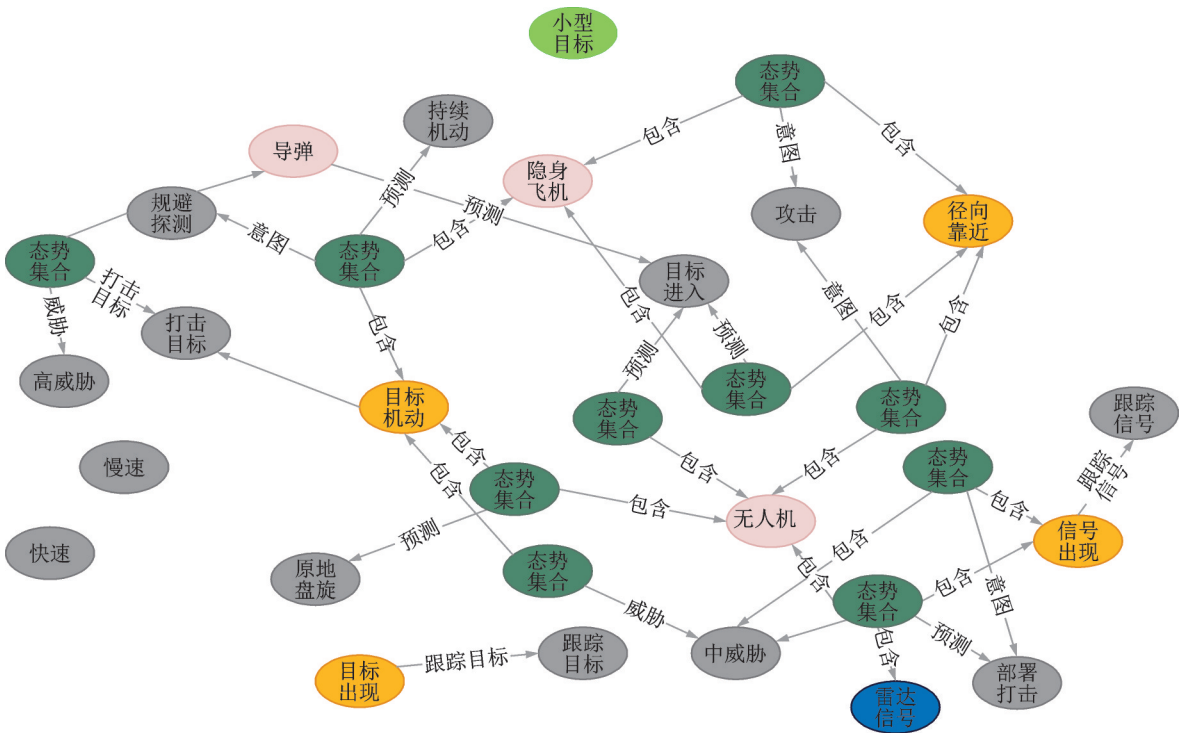 小型
目标
态势
集合
持续
机动
包含
意图
包含
导弹
隐身
飞机
预测
规避
探测
预测
攻击
径向
靠近
意图
包含
态势
集合
态势
集合
目标
进入
打击
目标
意图
包含
包含
包含
威胁
打击
目标
包含
预测
预测
高威胁
态势
集合
目标
机动
态势
集合
态势
集合
跟踪
信号
慢速
包含
包含
包含
态势
集合
跟踪
信号
包含
态势
集合
包含
包含
无人机
快速
预测
信号
出现
包含
态势
集合
原地
盘旋
包含
态势
集合
包含
意图
威胁
包含
预测
跟踪
目标
跟踪目标
中威胁
目标
出现
部署
打击
雷达
信号